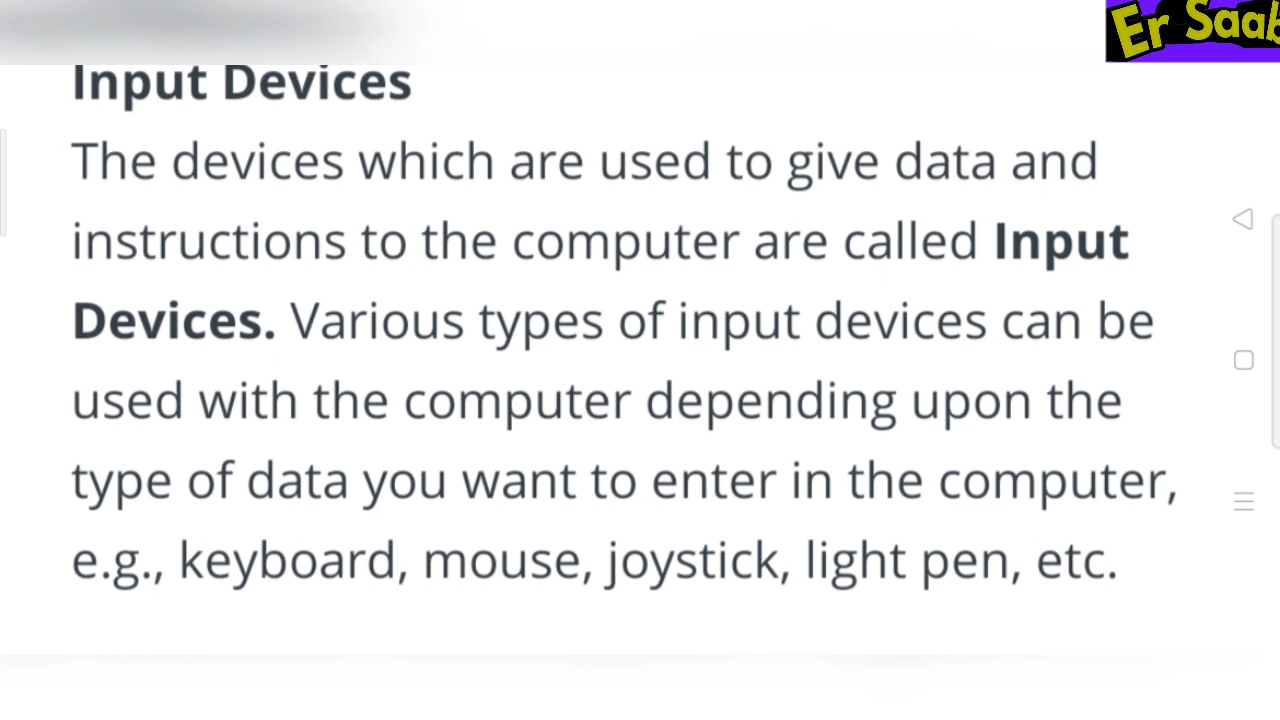 Er Saab
Input Devices
The devices which are used to give data and
instructions to the computer are called Input
Devices. Various types of input devices can be
used with the computer depending upon the
type of data you want to enter in the computer,
e.g., keyboard, mouse, joystick, light pen, etc.